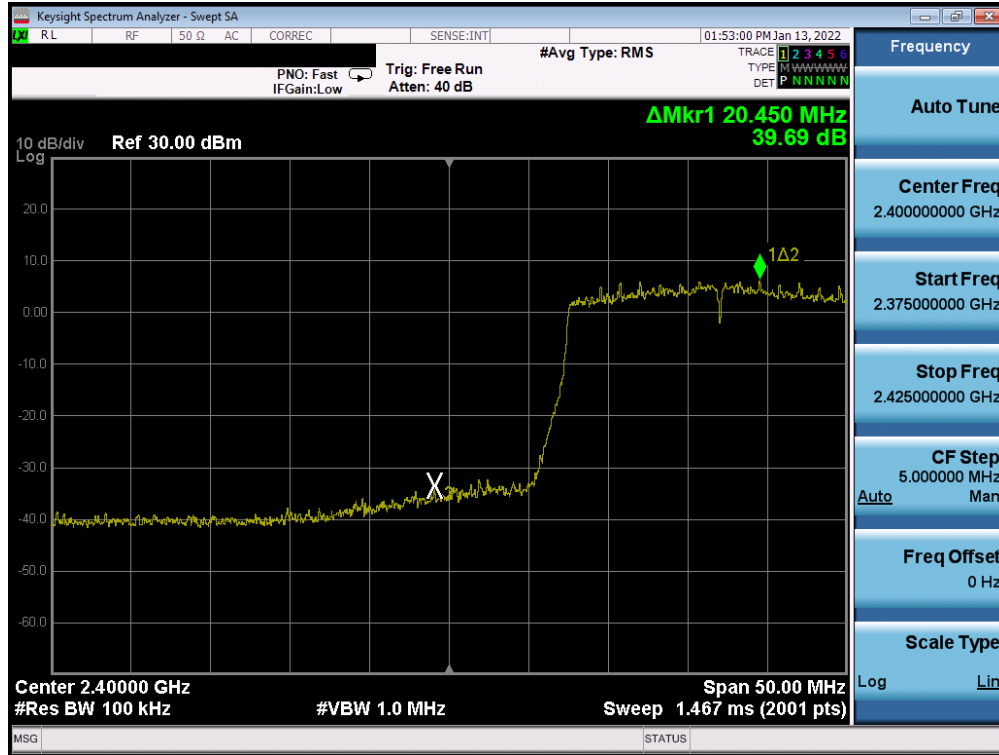 Keysight Spectrum Analyzer - Swept SA
LXI RL RF 50 Ω AC CORREC SENSE:INT 01:53:00 PM Jan 13, 2022
Frequency
PNO: Fast
IFGain:Low
Trig: Free Run
Atten: 40 dB
#Avg Type: RMS
TRACE 1 2 3 4 5 6
TYPE M WWWWW
DET P N N N N N
Auto Tune
ΔMkr1 20.450 MHz
39.69 dB
10 dB/div
Log
Ref 30.00 dBm
20.0
10.0
0.00
-10.0
-20.0
-30.0
-40.0
-50.0
-60.0
1Δ2
X
2
Center Freq
2.400000000 GHz
Start Freq
2.375000000 GHz
Stop Freq
2.425000000 GHz
CF Step
5.000000 MHz
Auto Man
Freq Offset
0 Hz
Scale Type
Log Lin
Center 2.40000 GHz
Span 50.00 MHz
#Res BW 100 kHz
#VBW 1.0 MHz
Sweep 1.467 ms (2001 pts)
MSG
STATUS